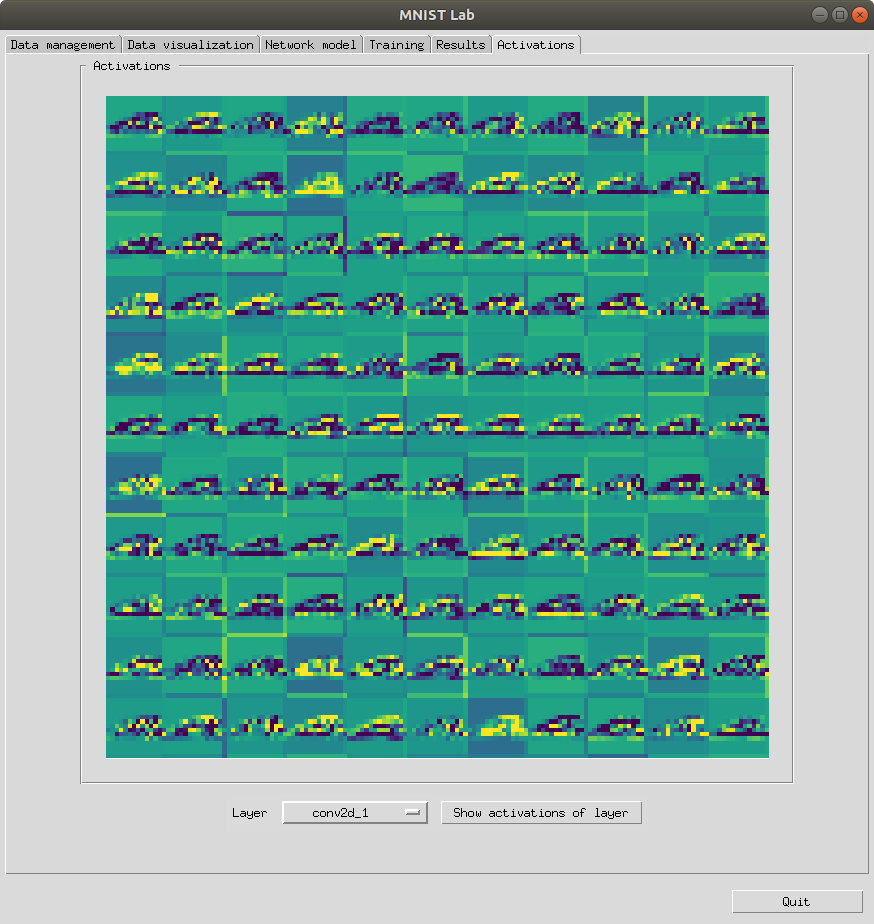 MNIST Lab
Data management Data visualization Network model Training Results Activations
Activations
Layer conv2d_1 Show activations of layer
Quit